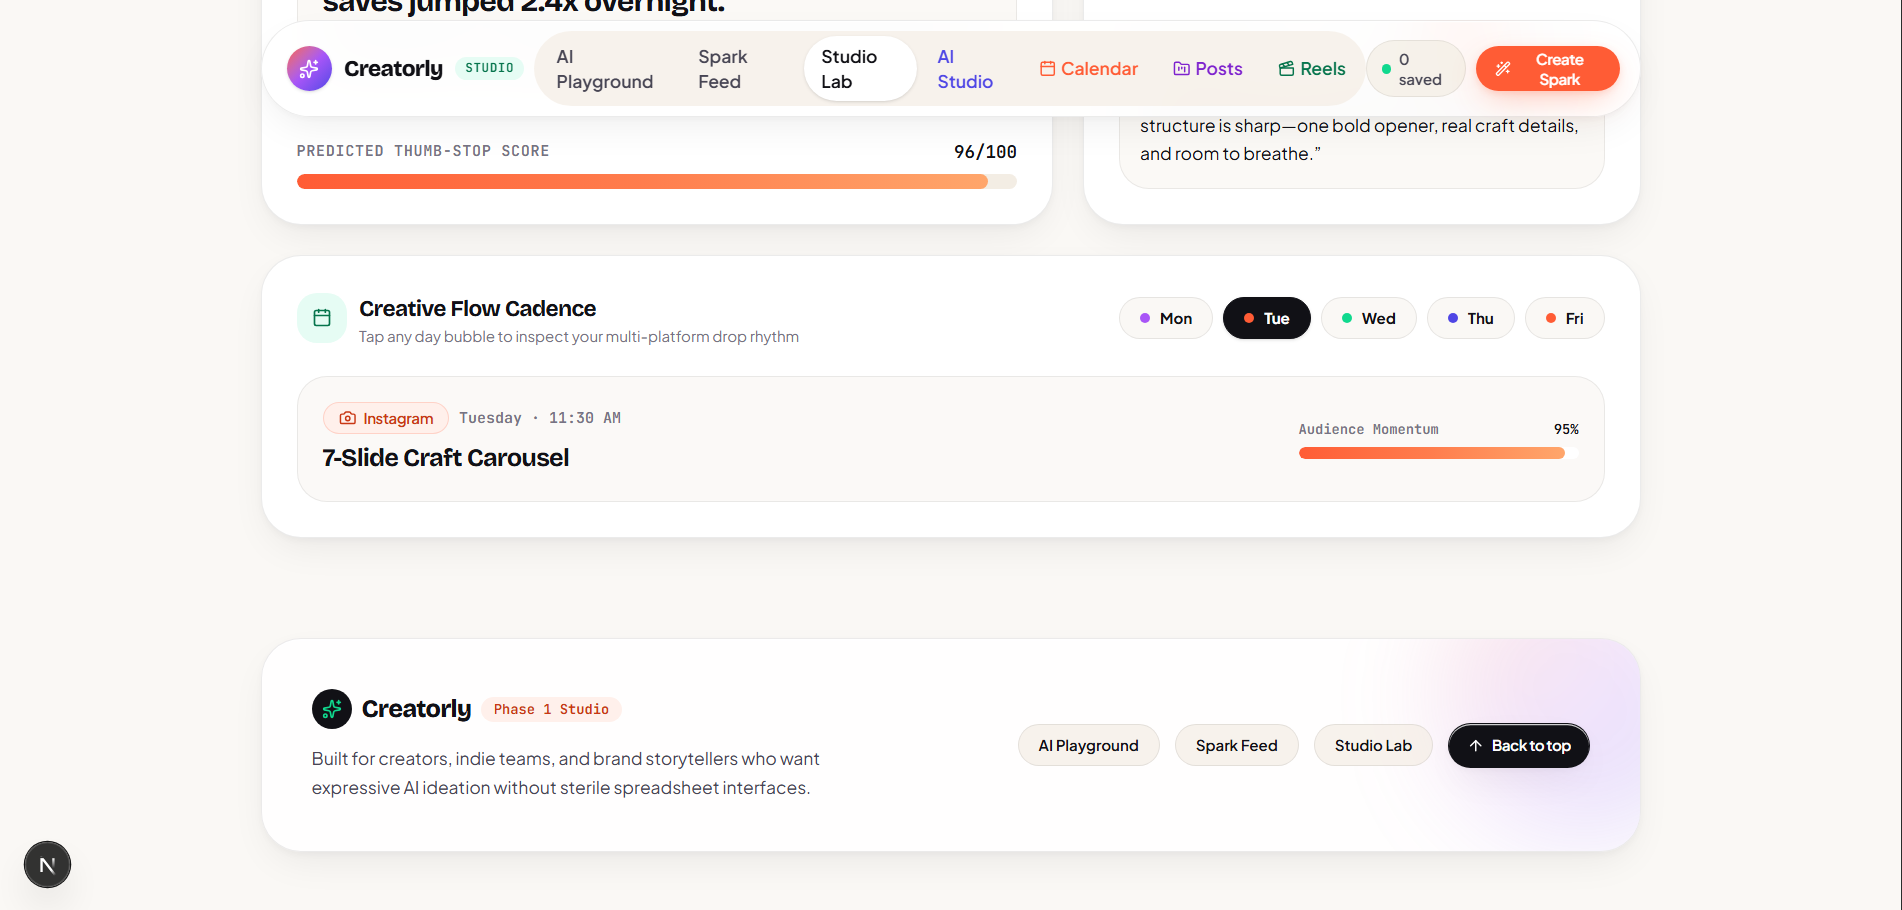 saves jumped 2.4x overnight.
Creatorly
STUDIO
AI
Playground
Spark
Feed
Studio
Lab
AI
Studio
Calendar
Posts
Reels
0
saved
Create
Spark
PREDICTED THUMB-STOP SCORE
96/100
structure is sharp—one bold opener, real craft details,
and room to breathe.”
Creative Flow Cadence
Tap any day bubble to inspect your multi-platform drop rhythm
Mon
Tue
Wed
Thu
Fri
Instagram
Tuesday · 11:30 AM
7-Slide Craft Carousel
Audience Momentum
95%
Creatorly
Phase 1 Studio
Built for creators, indie teams, and brand storytellers who want
expressive AI ideation without sterile spreadsheet interfaces.
AI Playground
Spark Feed
Studio Lab
Back to top
N